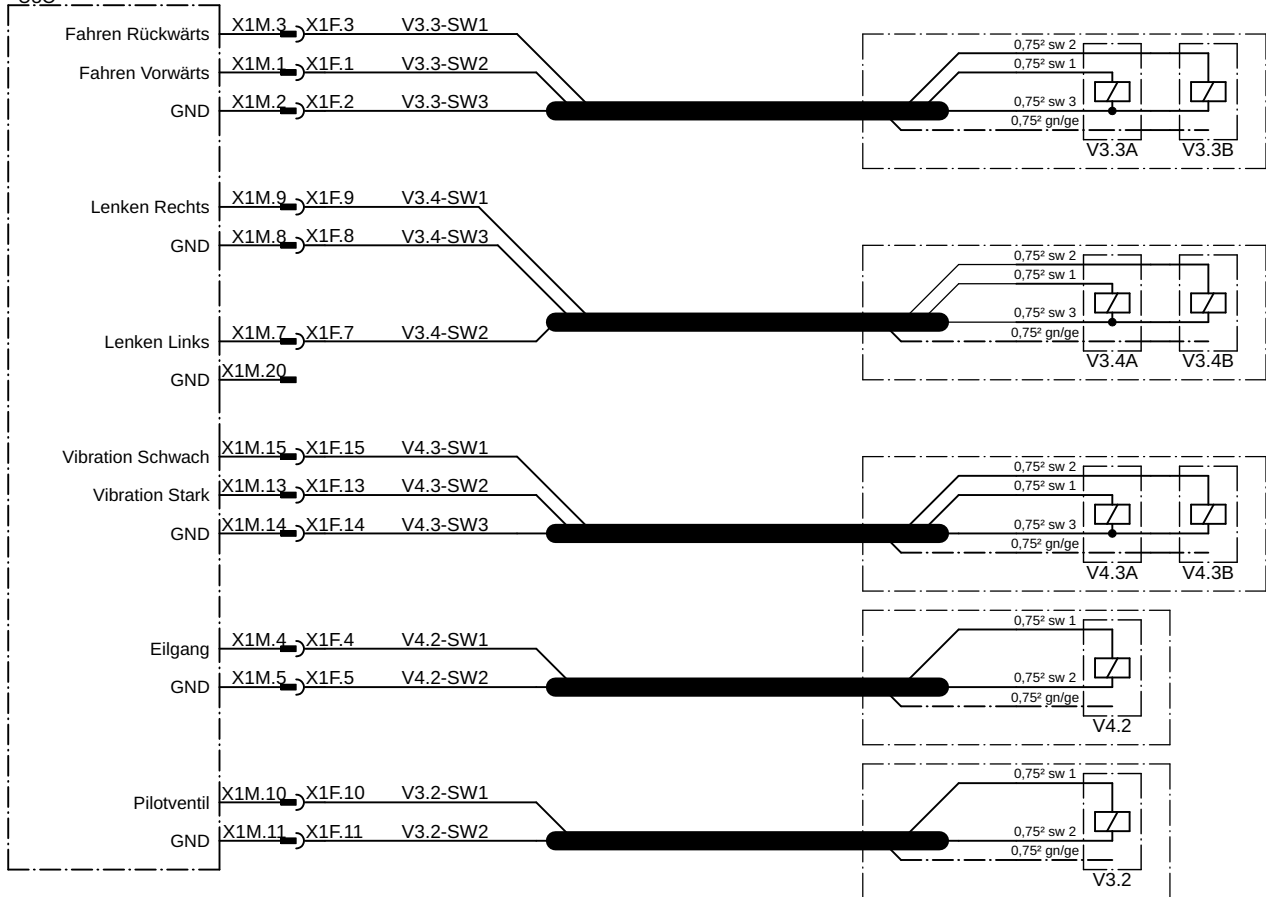 Fahren Rückwärts X1M.3 X1F.3 V3.3-SW1
Fahren Vorwärts X1M.1 X1F.1 V3.3-SW2
GND X1M.2 X1F.2 V3.3-SW3
0,75² sw 2
0,75² sw 1
0,75² sw 3
0,75² gn/ge
V3.3A V3.3B
Lenken Rechts X1M.9 X1F.9 V3.4-SW1
GND X1M.8 X1F.8 V3.4-SW3
Lenken Links X1M.7 X1F.7 V3.4-SW2
GND X1M.20
0,75² sw 2
0,75² sw 1
0,75² sw 3
0,75² gn/ge
V3.4A V3.4B
Vibration Schwach X1M.15 X1F.15 V4.3-SW1
Vibration Stark X1M.13 X1F.13 V4.3-SW2
GND X1M.14 X1F.14 V4.3-SW3
0,75² sw 2
0,75² sw 1
0,75² sw 3
0,75² gn/ge
V4.3A V4.3B
Eilgang X1M.4 X1F.4 V4.2-SW1
GND X1M.5 X1F.5 V4.2-SW2
0,75² sw 1
0,75² sw 2
0,75² gn/ge
V4.2
Pilotventil X1M.10 X1F.10 V3.2-SW1
GND X1M.11 X1F.11 V3.2-SW2
0,75² sw 1
0,75² sw 2
0,75² gn/ge
V3.2